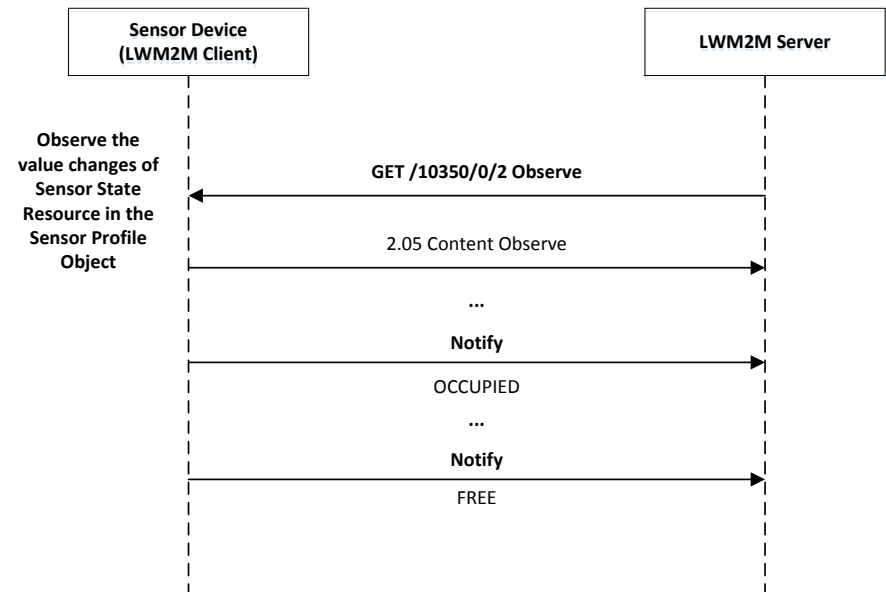 Sensor Device
(LWM2M Client)
LWM2M Server
Observe the
value changes of
Sensor State
Resource in the
Sensor Profile
Object
GET /10350/0/2 Observe
2.05 Content Observe
...
Notify
OCCUPIED
...
Notify
FREE